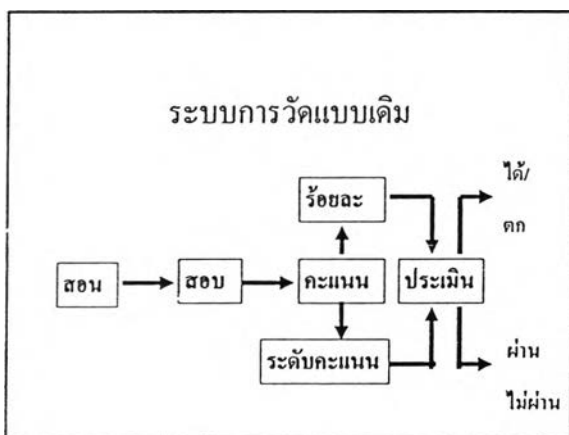 ระบบการวัดแบบเดิม
ร้อยละ
ได้/
ตก
สอน
สอบ
คะแนน
ประเมิน
ระดับคะแนน
ผ่าน
ไม่ผ่าน